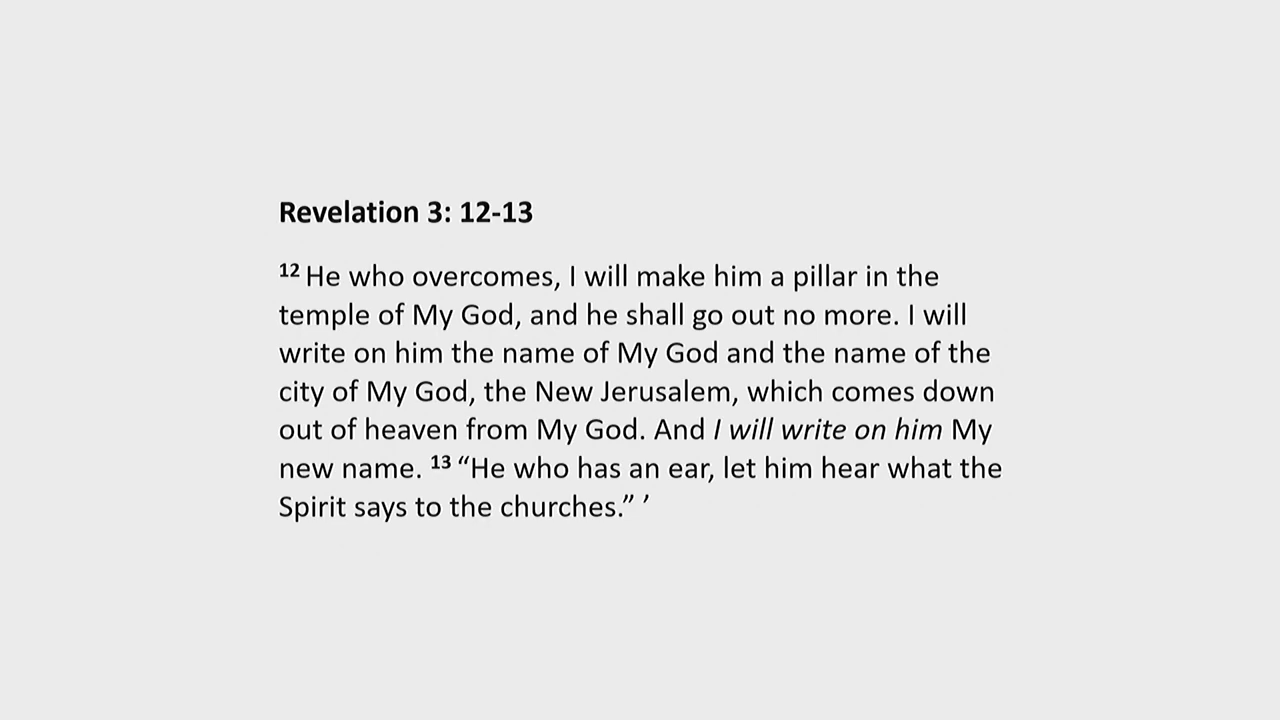 Revelation 3: 12-13
12 He who overcomes, I will make him a pillar in the
temple of My God, and he shall go out no more. I will
write on him the name of My God and the name of the
city of My God, the New Jerusalem, which comes down
out of heaven from My God. And I will write on him My
new name. 13 “He who has an ear, let him hear what the
Spirit says to the churches.” ’